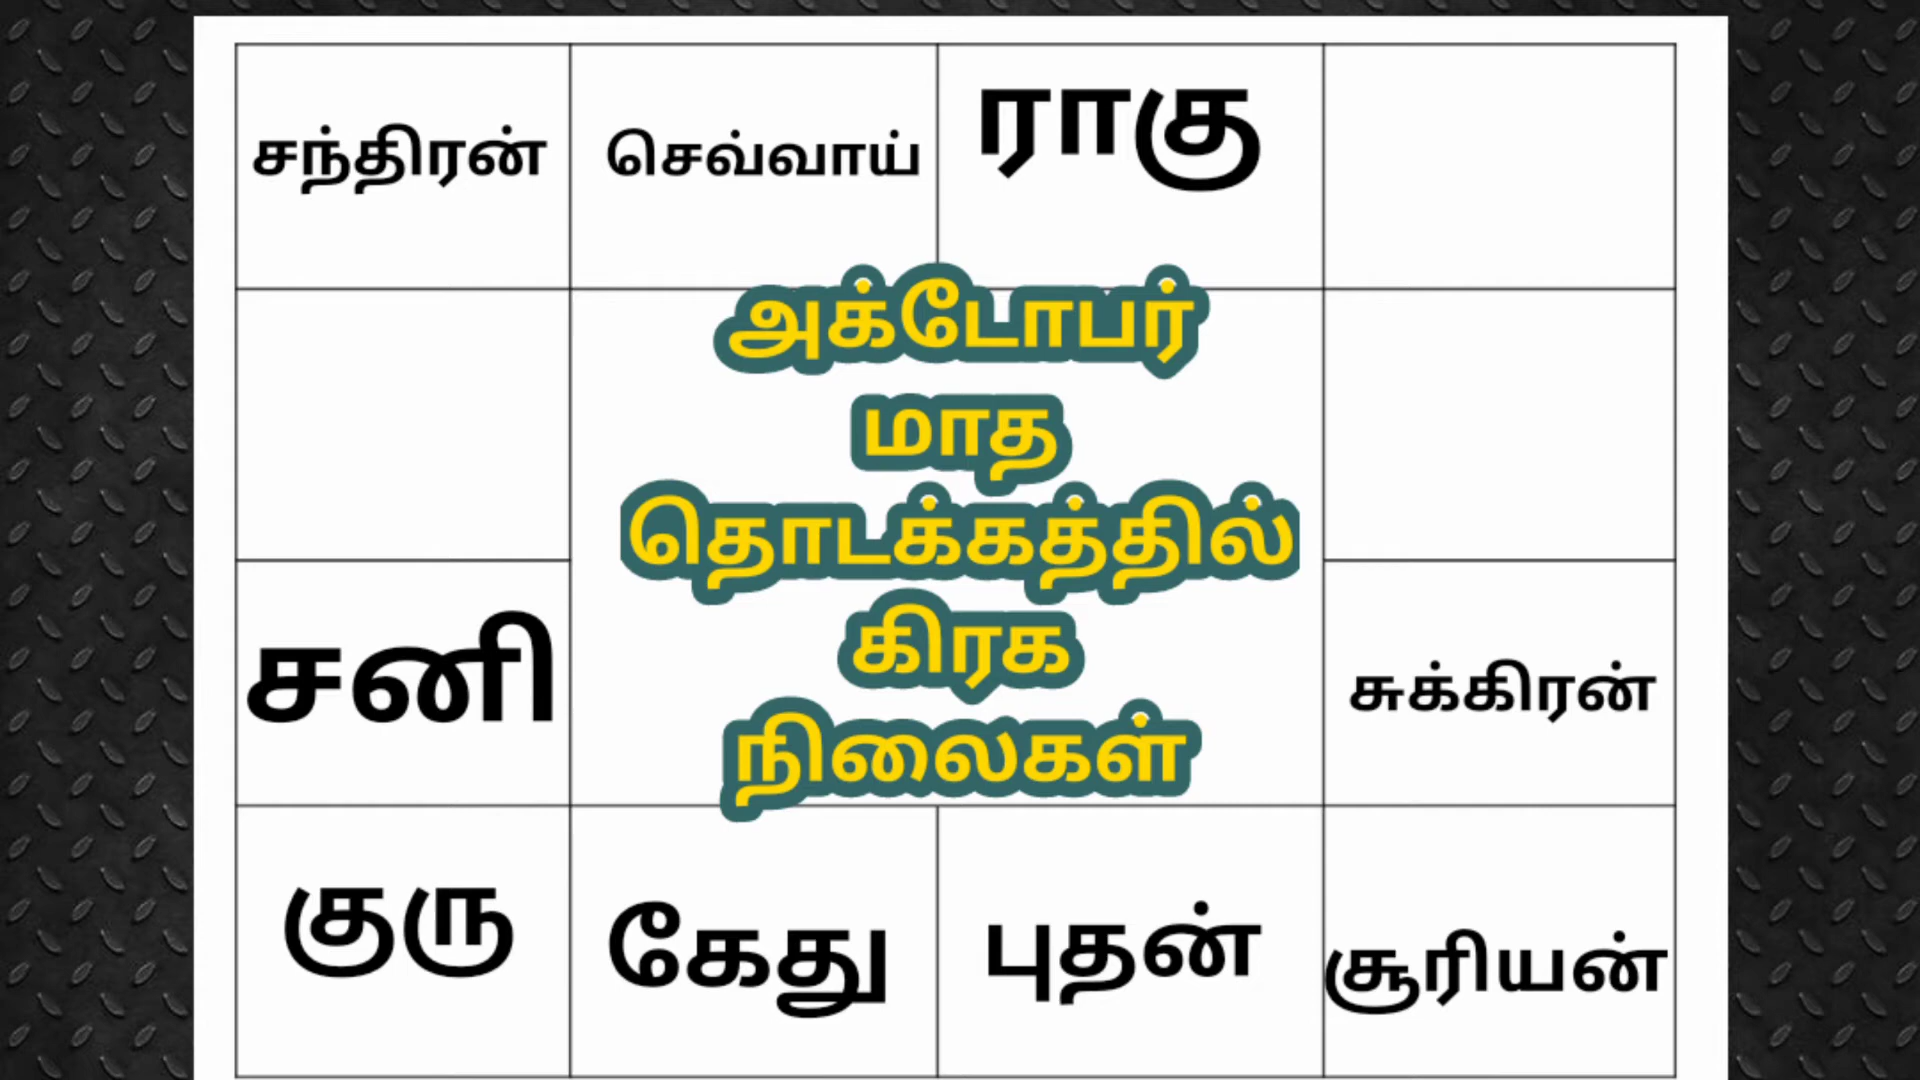 சந்திரன் செவ்வாய் ராகு
அக்டோபர்
மாத
தொடக்கத்தில்
கிரக
நிலைகள்
சனி
சுக்கிரன்
குரு கேது புதன் சூரியன்